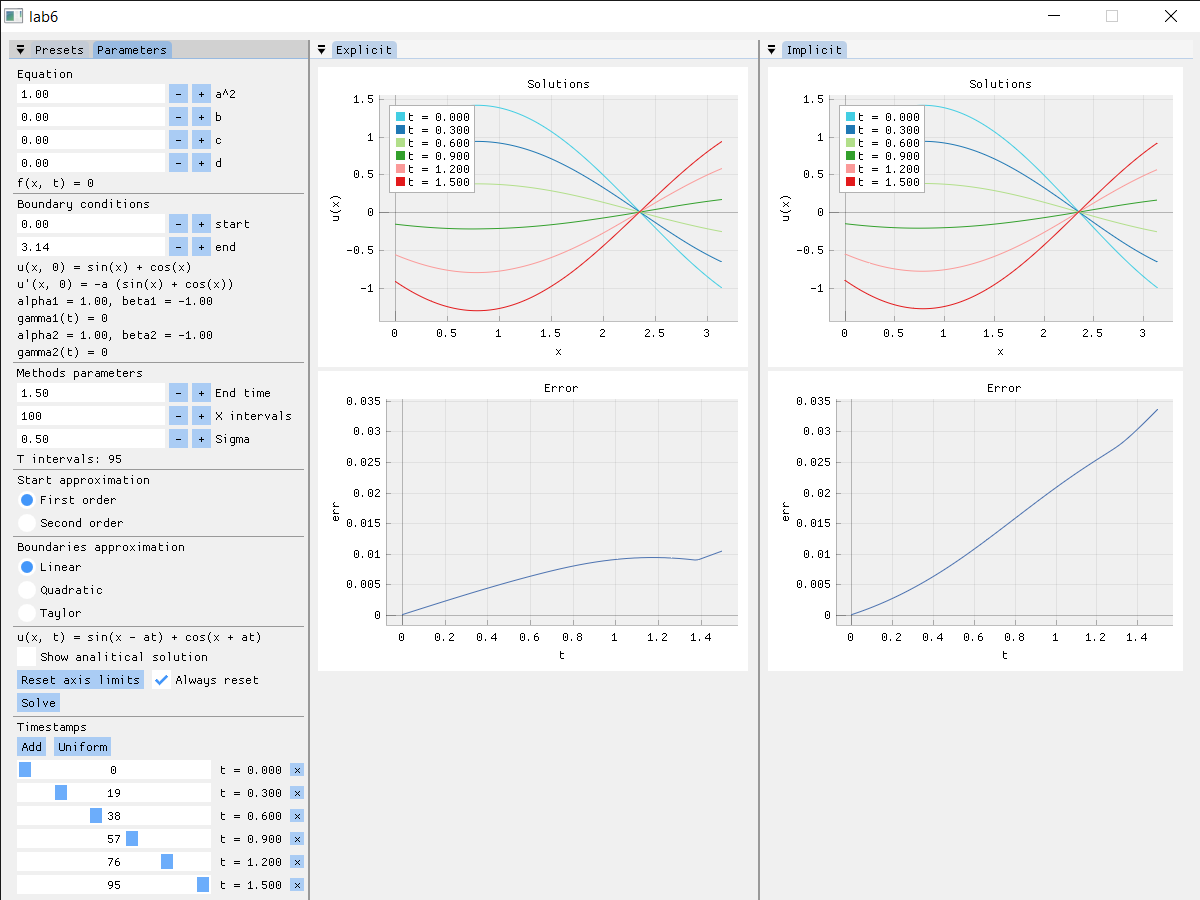 lab6
Presets Parameters
Equation
1.00 - + a^2
0.00 - + b
0.00 - + c
0.00 - + d
f(x, t) = 0
Boundary conditions
0.00 - + start
3.14 - + end
u(x, 0) = sin(x) + cos(x)
u'(x, 0) = -a (sin(x) + cos(x))
alpha1 = 1.00, beta1 = -1.00
gamma1(t) = 0
alpha2 = 1.00, beta2 = -1.00
gamma2(t) = 0
Methods parameters
1.50 - + End time
100 - + X intervals
0.50 - + Sigma
T intervals: 95
Start approximation
First order
Second order
Boundaries approximation
Linear
Quadratic
Taylor
u(x, t) = sin(x - at) + cos(x + at)
Show analitical solution
Reset axis limits Always reset
Solve
Timestamps
Add Uniform
0 t = 0.000 x
19 t = 0.300 x
38 t = 0.600 x
57 t = 0.900 x
76 t = 1.200 x
95 t = 1.500 x
Explicit
Solutions
u(x)
1.5
1
0.5
0
-0.5
-1
t = 0.000
t = 0.300
t = 0.600
t = 0.900
t = 1.200
t = 1.500
0 0.5 1 1.5 2 2.5 3
x
Error
err
0.035
0.03
0.025
0.02
0.015
0.01
0.005
0
0 0.2 0.4 0.6 0.8 1 1.2 1.4
t
Implicit
Solutions
u(x)
1.5
1
0.5
0
-0.5
-1
t = 0.000
t = 0.300
t = 0.600
t = 0.900
t = 1.200
t = 1.500
0 0.5 1 1.5 2 2.5 3
x
Error
err
0.035
0.03
0.025
0.02
0.015
0.01
0.005
0
0 0.2 0.4 0.6 0.8 1 1.2 1.4
t